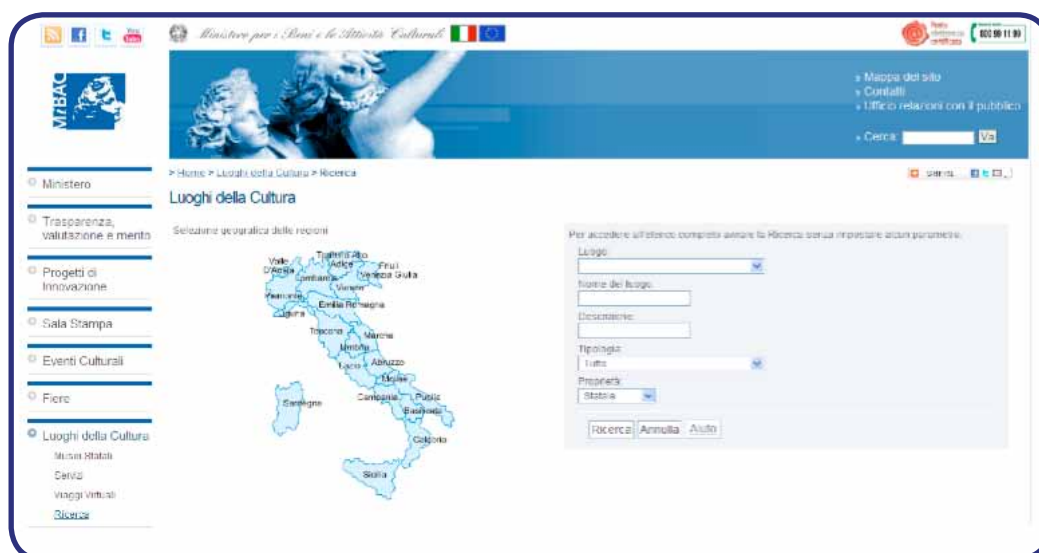 You
Tube
Ministero per i Beni e le Attività Culturali
Posta
elettronica
certificata
800 99 11 99
MiBAC
» Mappa del sito
» Contatti
» Ufficio relazioni con il pubblico
» Cerca Va
> Home > Luoghi della Cultura > Ricerca
Luoghi della Cultura
Ministero
Trasparenza,
valutazione e merito
Progetti di
Innovazione
Sala Stampa
Eventi Culturali
Fiere
Luoghi della Cultura
Musei Statali
Servizi
Viaggi Virtuali
Ricerca
Selezione geografica delle regioni
Valle
D'Aosta
Trentino Alto
Adige
Friuli
Venezia Giulia
Lombardia
Veneto
Piemonte
Emilia Romagna
Liguria
Toscana
Marche
Umbria
Lazio
Abruzzo
Molise
Campania
Puglia
Basilicata
Sardegna
Calabria
Sicilia
Per accedere all'elenco completo avviare la Ricerca senza impostare alcun parametro.
Luogo:
Nome del luogo:
Descrizione:
Tipologia:
Tutte
Proprietà:
Statale
Ricerca Annulla Aiuto